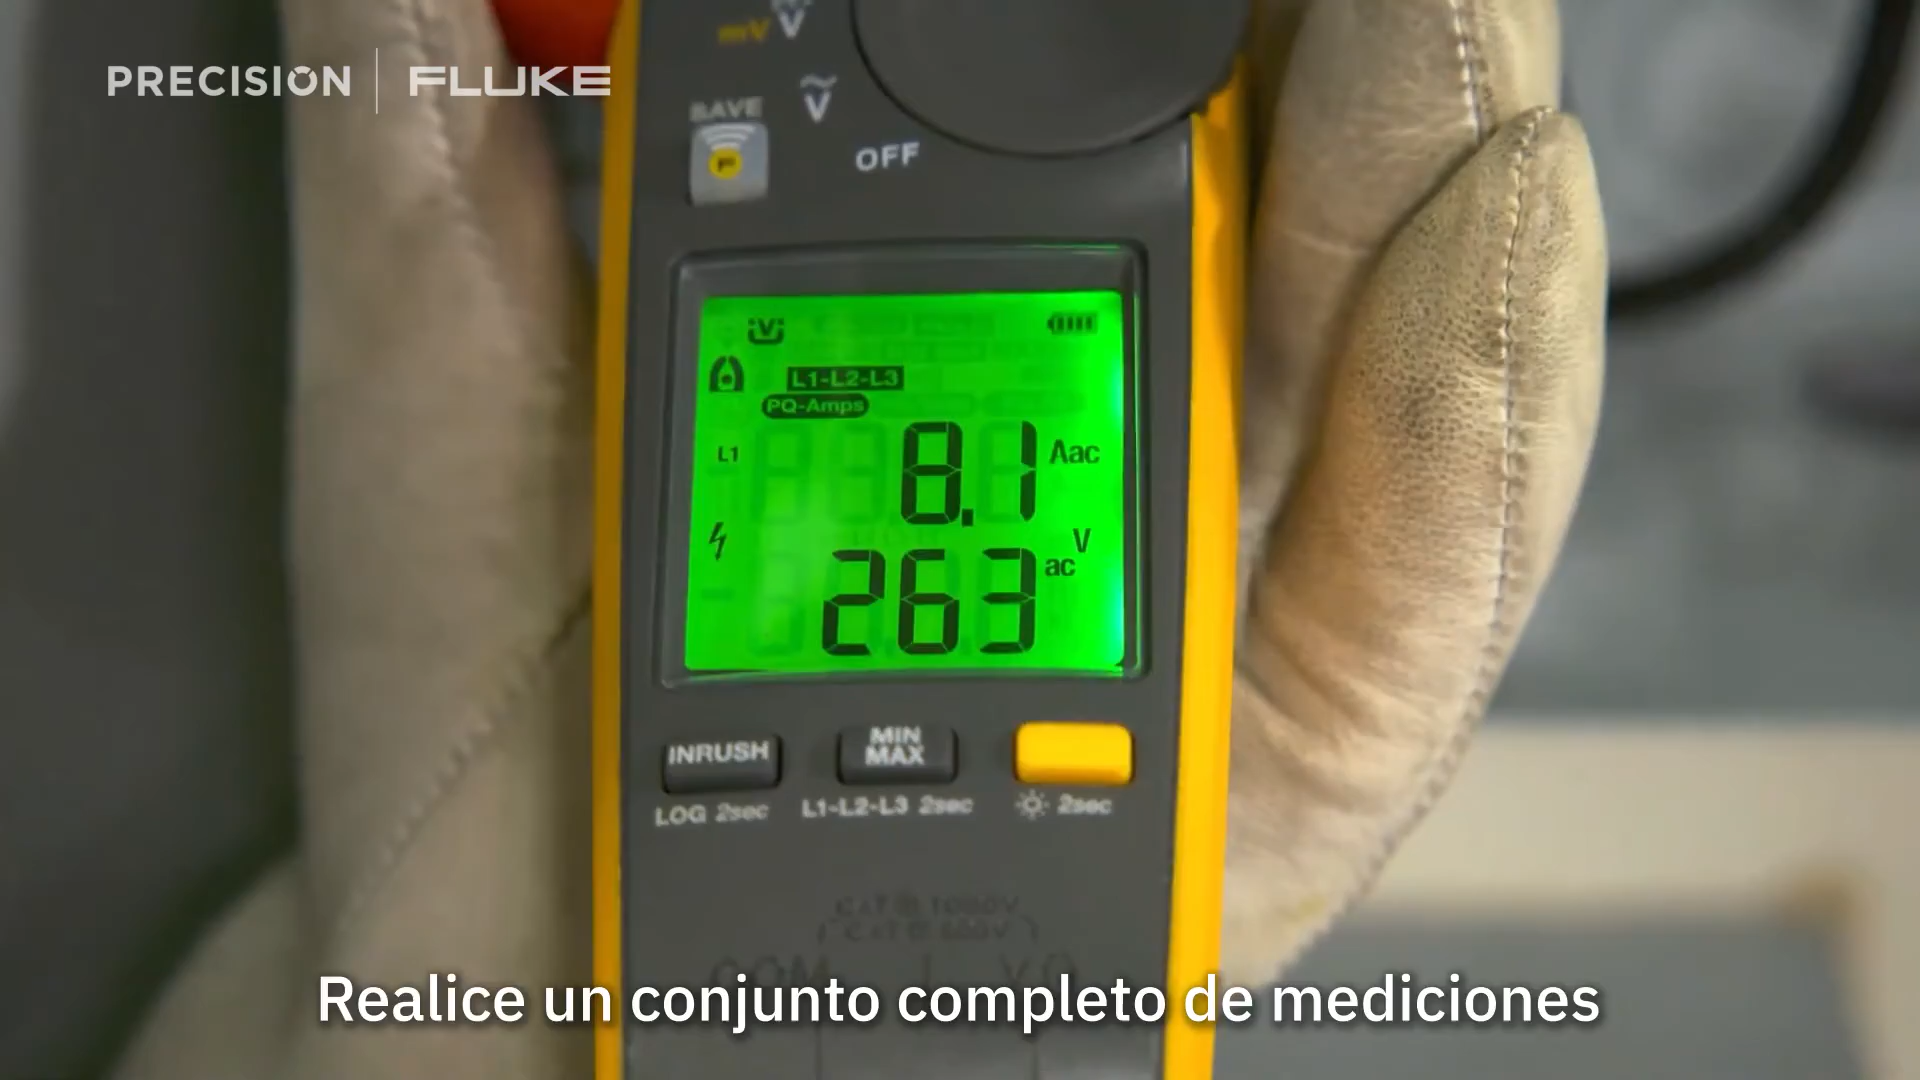 PRECISION | FLUKE
mV V
V
SAVE
OFF
L1-L2-L3
PQ-Amps
L1 8.1 Aac
263 V ac
INRUSH
MIN
MAX
LOG 2sec
L1-L2-L3 2sec
2sec
Realice un conjunto completo de mediciones